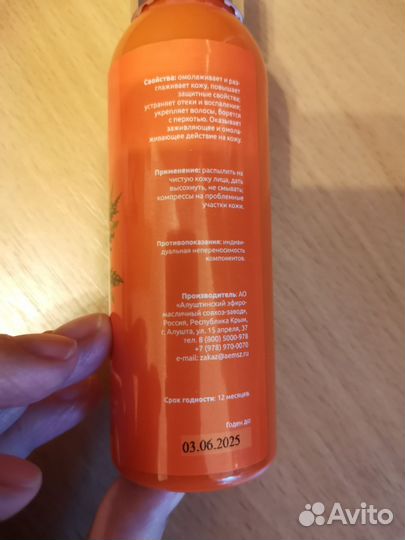 Свойства: омолаживает и раз-
глаживает кожу, повышает
защитные свойства;
устраняет отеки и воспаления;
укрепляет волосы, борется
с перхотью. Оказывает
заживляющее и омола-
живающее действие на кожу.
Применение: распылить на
чистую кожу лица, дать
высохнуть, не смывать;
компрессы на проблемные
участки кожи.
Противопоказания: индиви-
дуальная непереносимость
компонентов.
Производитель: АО
«Алуштинский эфиро-
масличный совхоз-завод»,
Россия, Республика Крым,
г. Алушта, ул. 15 апреля, 37
тел. 8 (800) 5000-978
+7 (978) 970-0070
e-mail: zakaz@aemsz.ru
Срок годности: 12 месяцев
Годен до:
03.06.2025
Avito